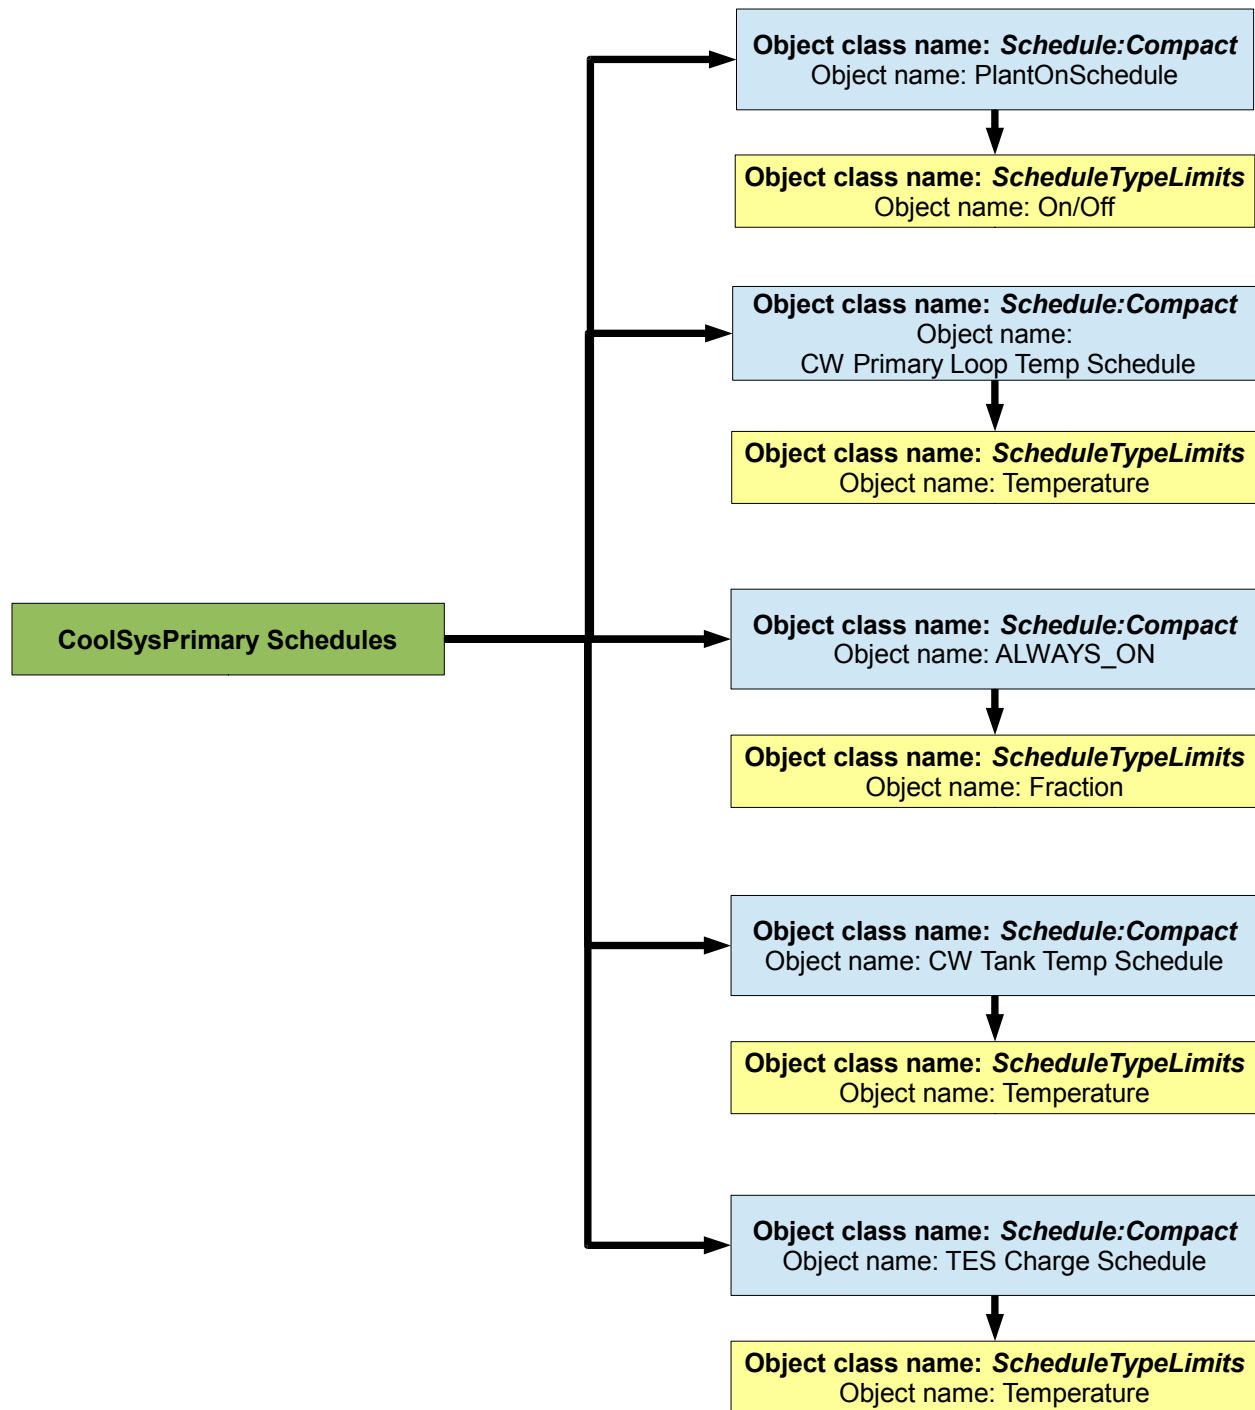 Object class name: Schedule:Compact
Object name: PlantOnSchedule
Object class name: ScheduleTypeLimits
Object name: On/Off
Object class name: Schedule:Compact
Object name:
CW Primary Loop Temp Schedule
Object class name: ScheduleTypeLimits
Object name: Temperature
CoolSysPrimary Schedules
Object class name: Schedule:Compact
Object name: ALWAYS_ON
Object class name: ScheduleTypeLimits
Object name: Fraction
Object class name: Schedule:Compact
Object name: CW Tank Temp Schedule
Object class name: ScheduleTypeLimits
Object name: Temperature
Object class name: Schedule:Compact
Object name: TES Charge Schedule
Object class name: ScheduleTypeLimits
Object name: Temperature